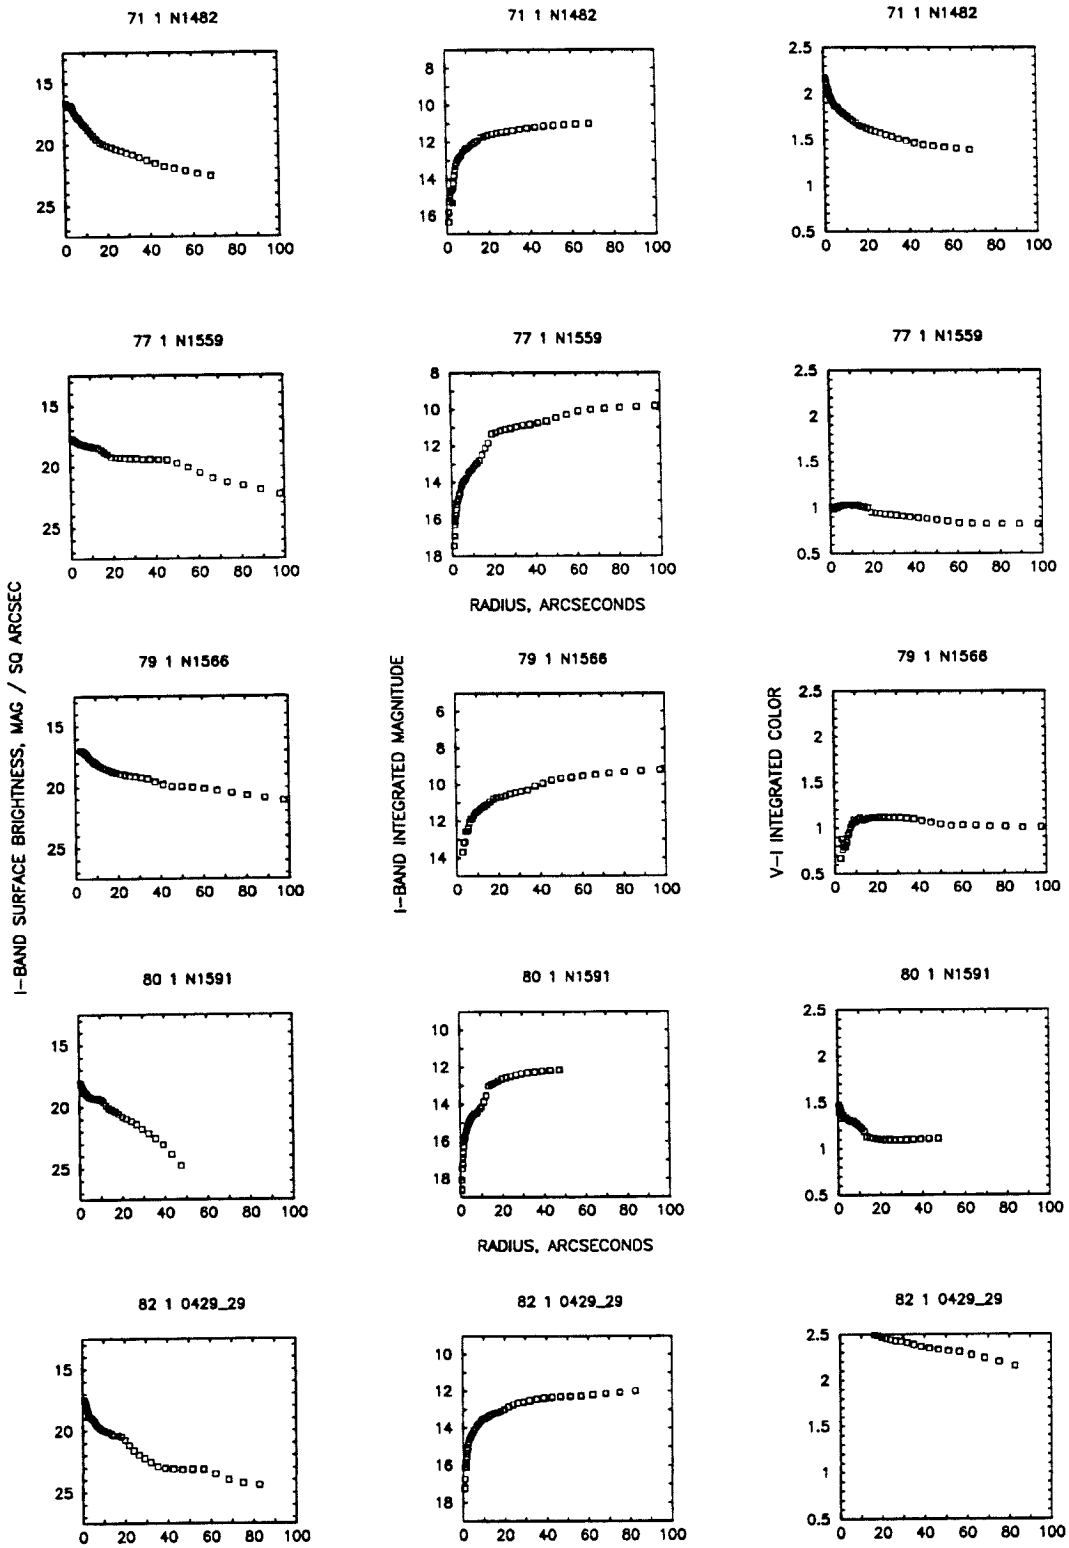 71 1 N1482
71 1 N1482
71 1 N1482
15
20
25
0 20 40 60 80 100
8
10
12
14
16
0 20 40 60 80 100
2.5
2
1.5
1
0.5
0 20 40 60 80 100
77 1 N1559
77 1 N1559
77 1 N1559
15
20
25
0 20 40 60 80 100
8
10
12
14
16
18
0 20 40 60 80 100
RADIUS, ARCSECONDS
2.5
2
1.5
1
0.5
0 20 40 60 80 100
I-BAND SURFACE BRIGHTNESS, MAG / SQ ARCSEC
I-BAND INTEGRATED MAGNITUDE
V-I INTEGRATED COLOR
79 1 N1566
79 1 N1566
79 1 N1566
15
20
25
0 20 40 60 80 100
6
8
10
12
14
0 20 40 60 80 100
2.5
2
1.5
1
0.5
0 20 40 60 80 100
80 1 N1591
80 1 N1591
80 1 N1591
15
20
25
0 20 40 60 80 100
10
12
14
16
18
0 20 40 60 80 100
RADIUS, ARCSECONDS
2.5
2
1.5
1
0.5
0 20 40 60 80 100
82 1 0429_29
82 1 0429_29
82 1 0429_29
15
20
25
0 20 40 60 80 100
10
12
14
16
18
0 20 40 60 80 100
2.5
2
1.5
1
0.5
0 20 40 60 80 100